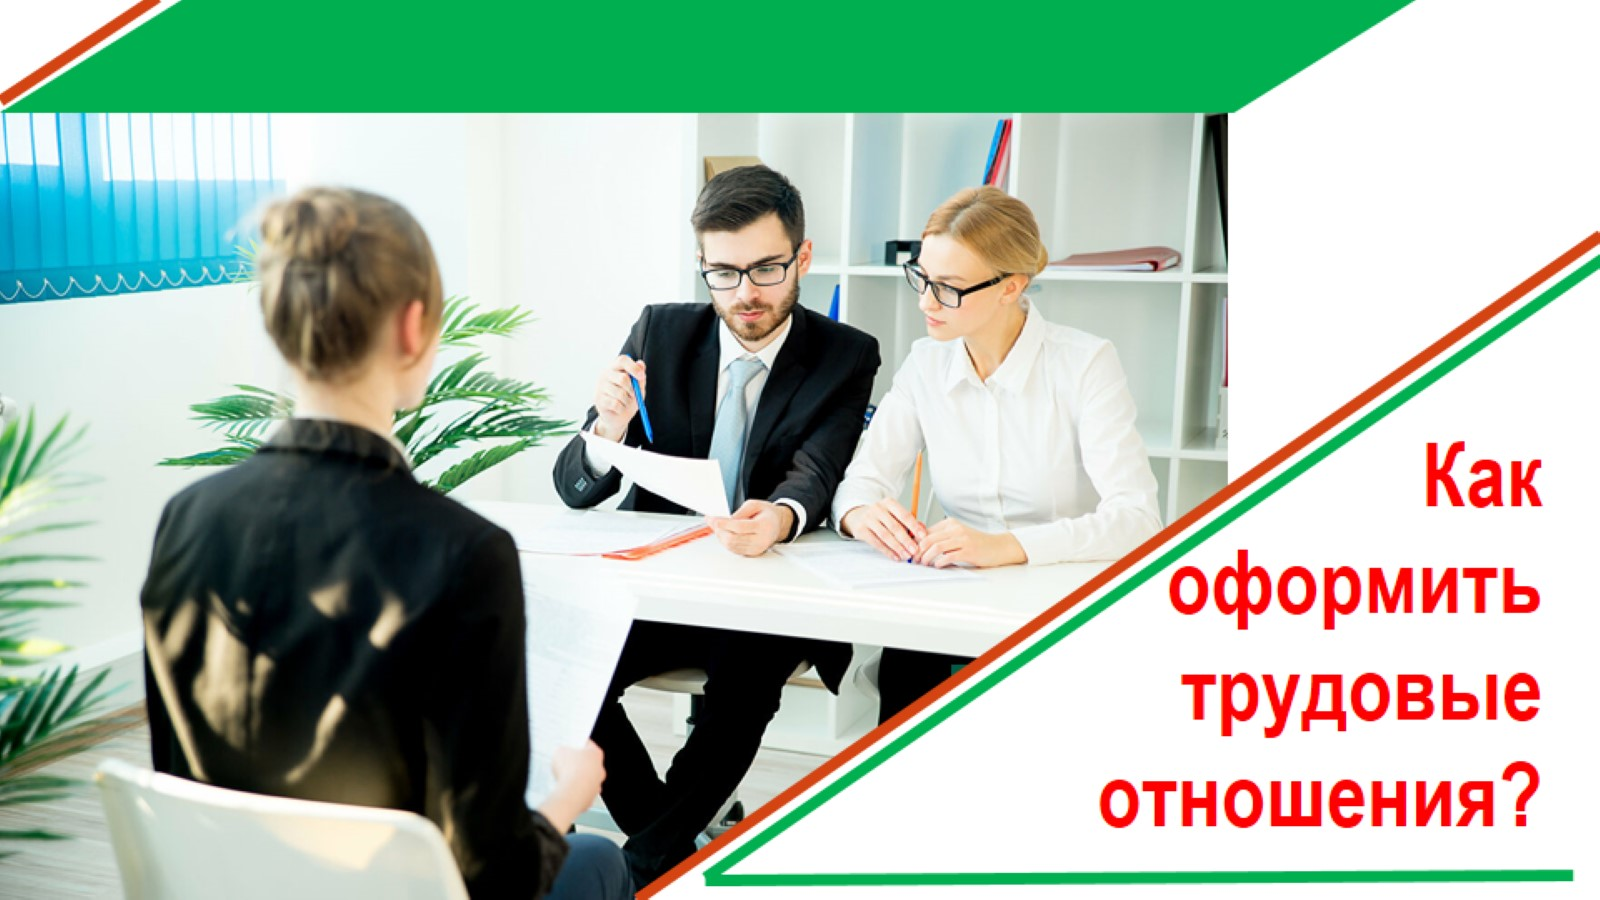 Как
оформить
трудовые
отношения?